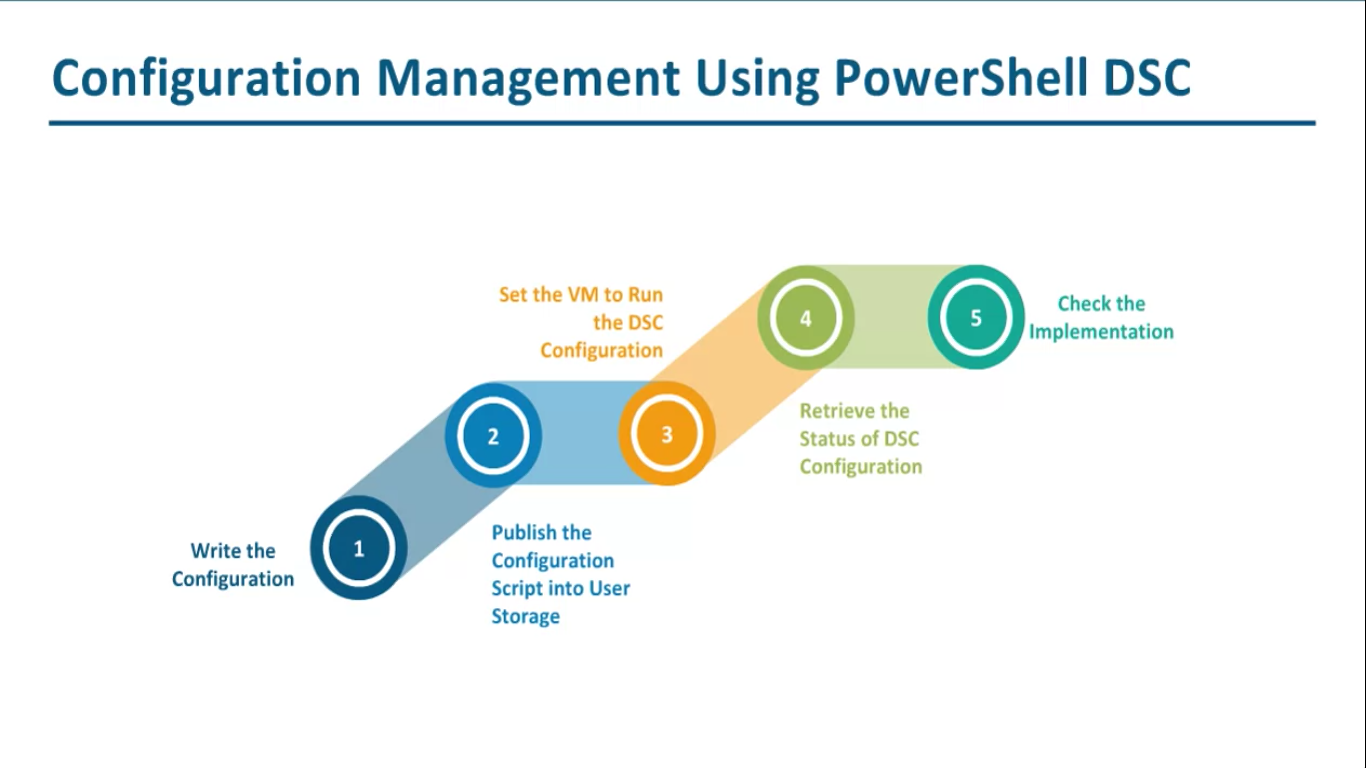 Configuration Management Using PowerShell DSC
1
Write the
Configuration
2
Publish the
Configuration
Script into User
Storage
3
Set the VM to Run
the DSC
Configuration
4
Retrieve the
Status of DSC
Configuration
5
Check the
Implementation